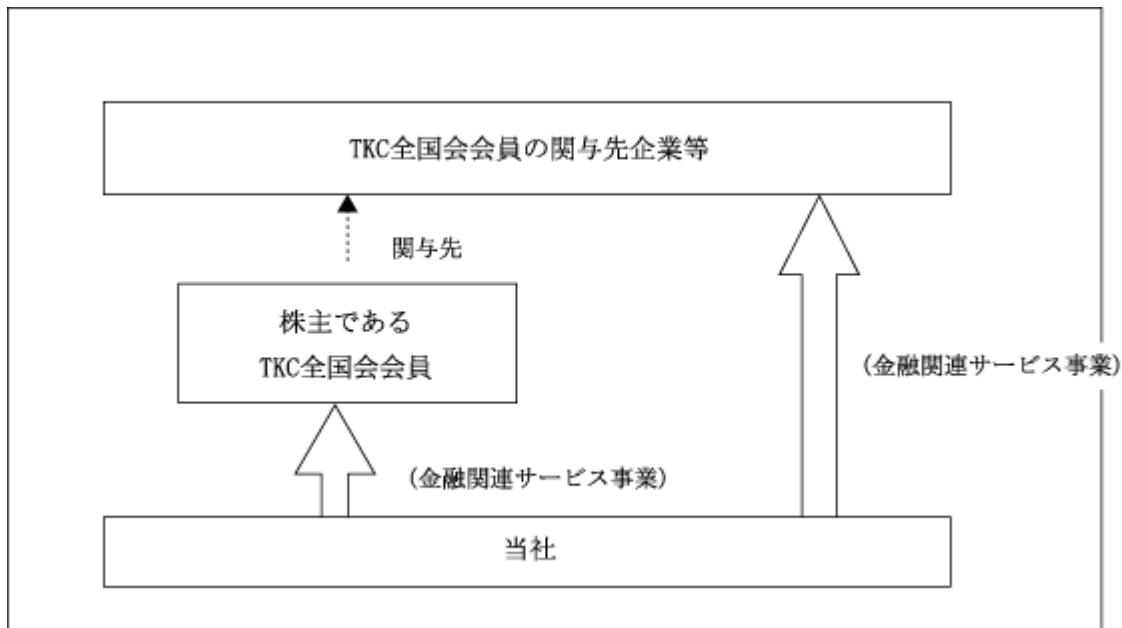 TKC全国会会員の関与先企業等
関与先
株主である
TKC全国会会員
(金融関連サービス事業)
(金融関連サービス事業)
当社